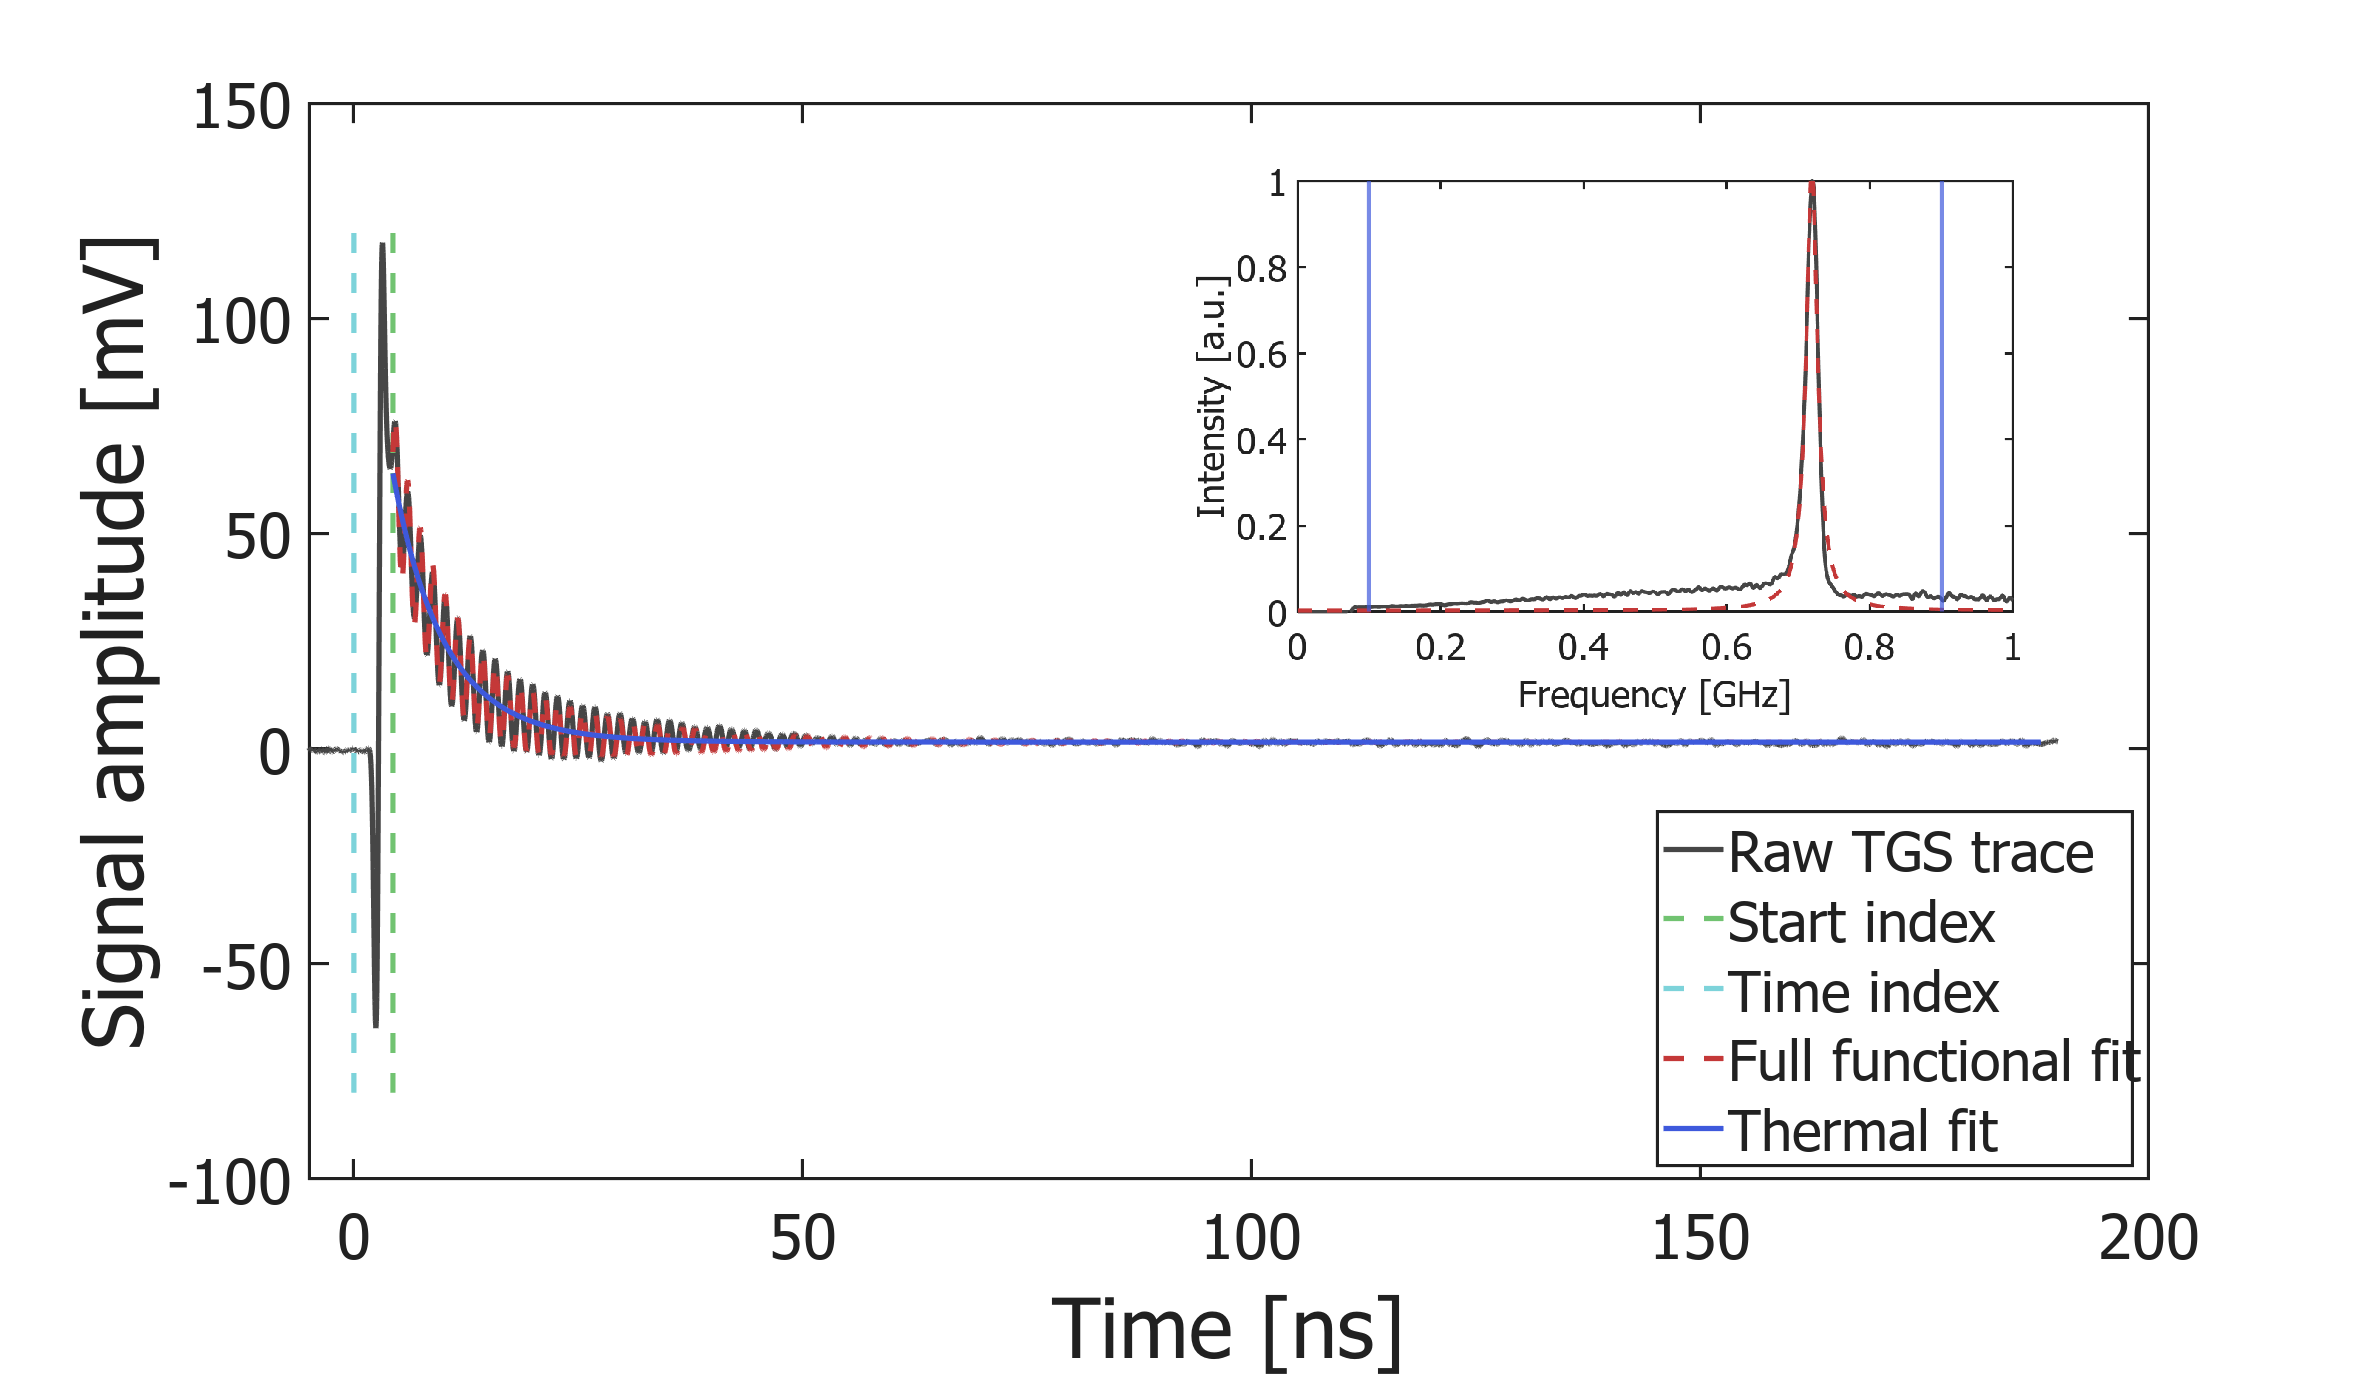 150
100
50
0
-50
-100
Signal amplitude [mV]
0
50
100
150
200
Time [ns]
1
0.8
0.6
0.4
0.2
0
Intensity [a.u.]
0
0.2
0.4
0.6
0.8
1
Frequency [GHz]
Raw TGS trace
Start index
Time index
Full functional fit
Thermal fit